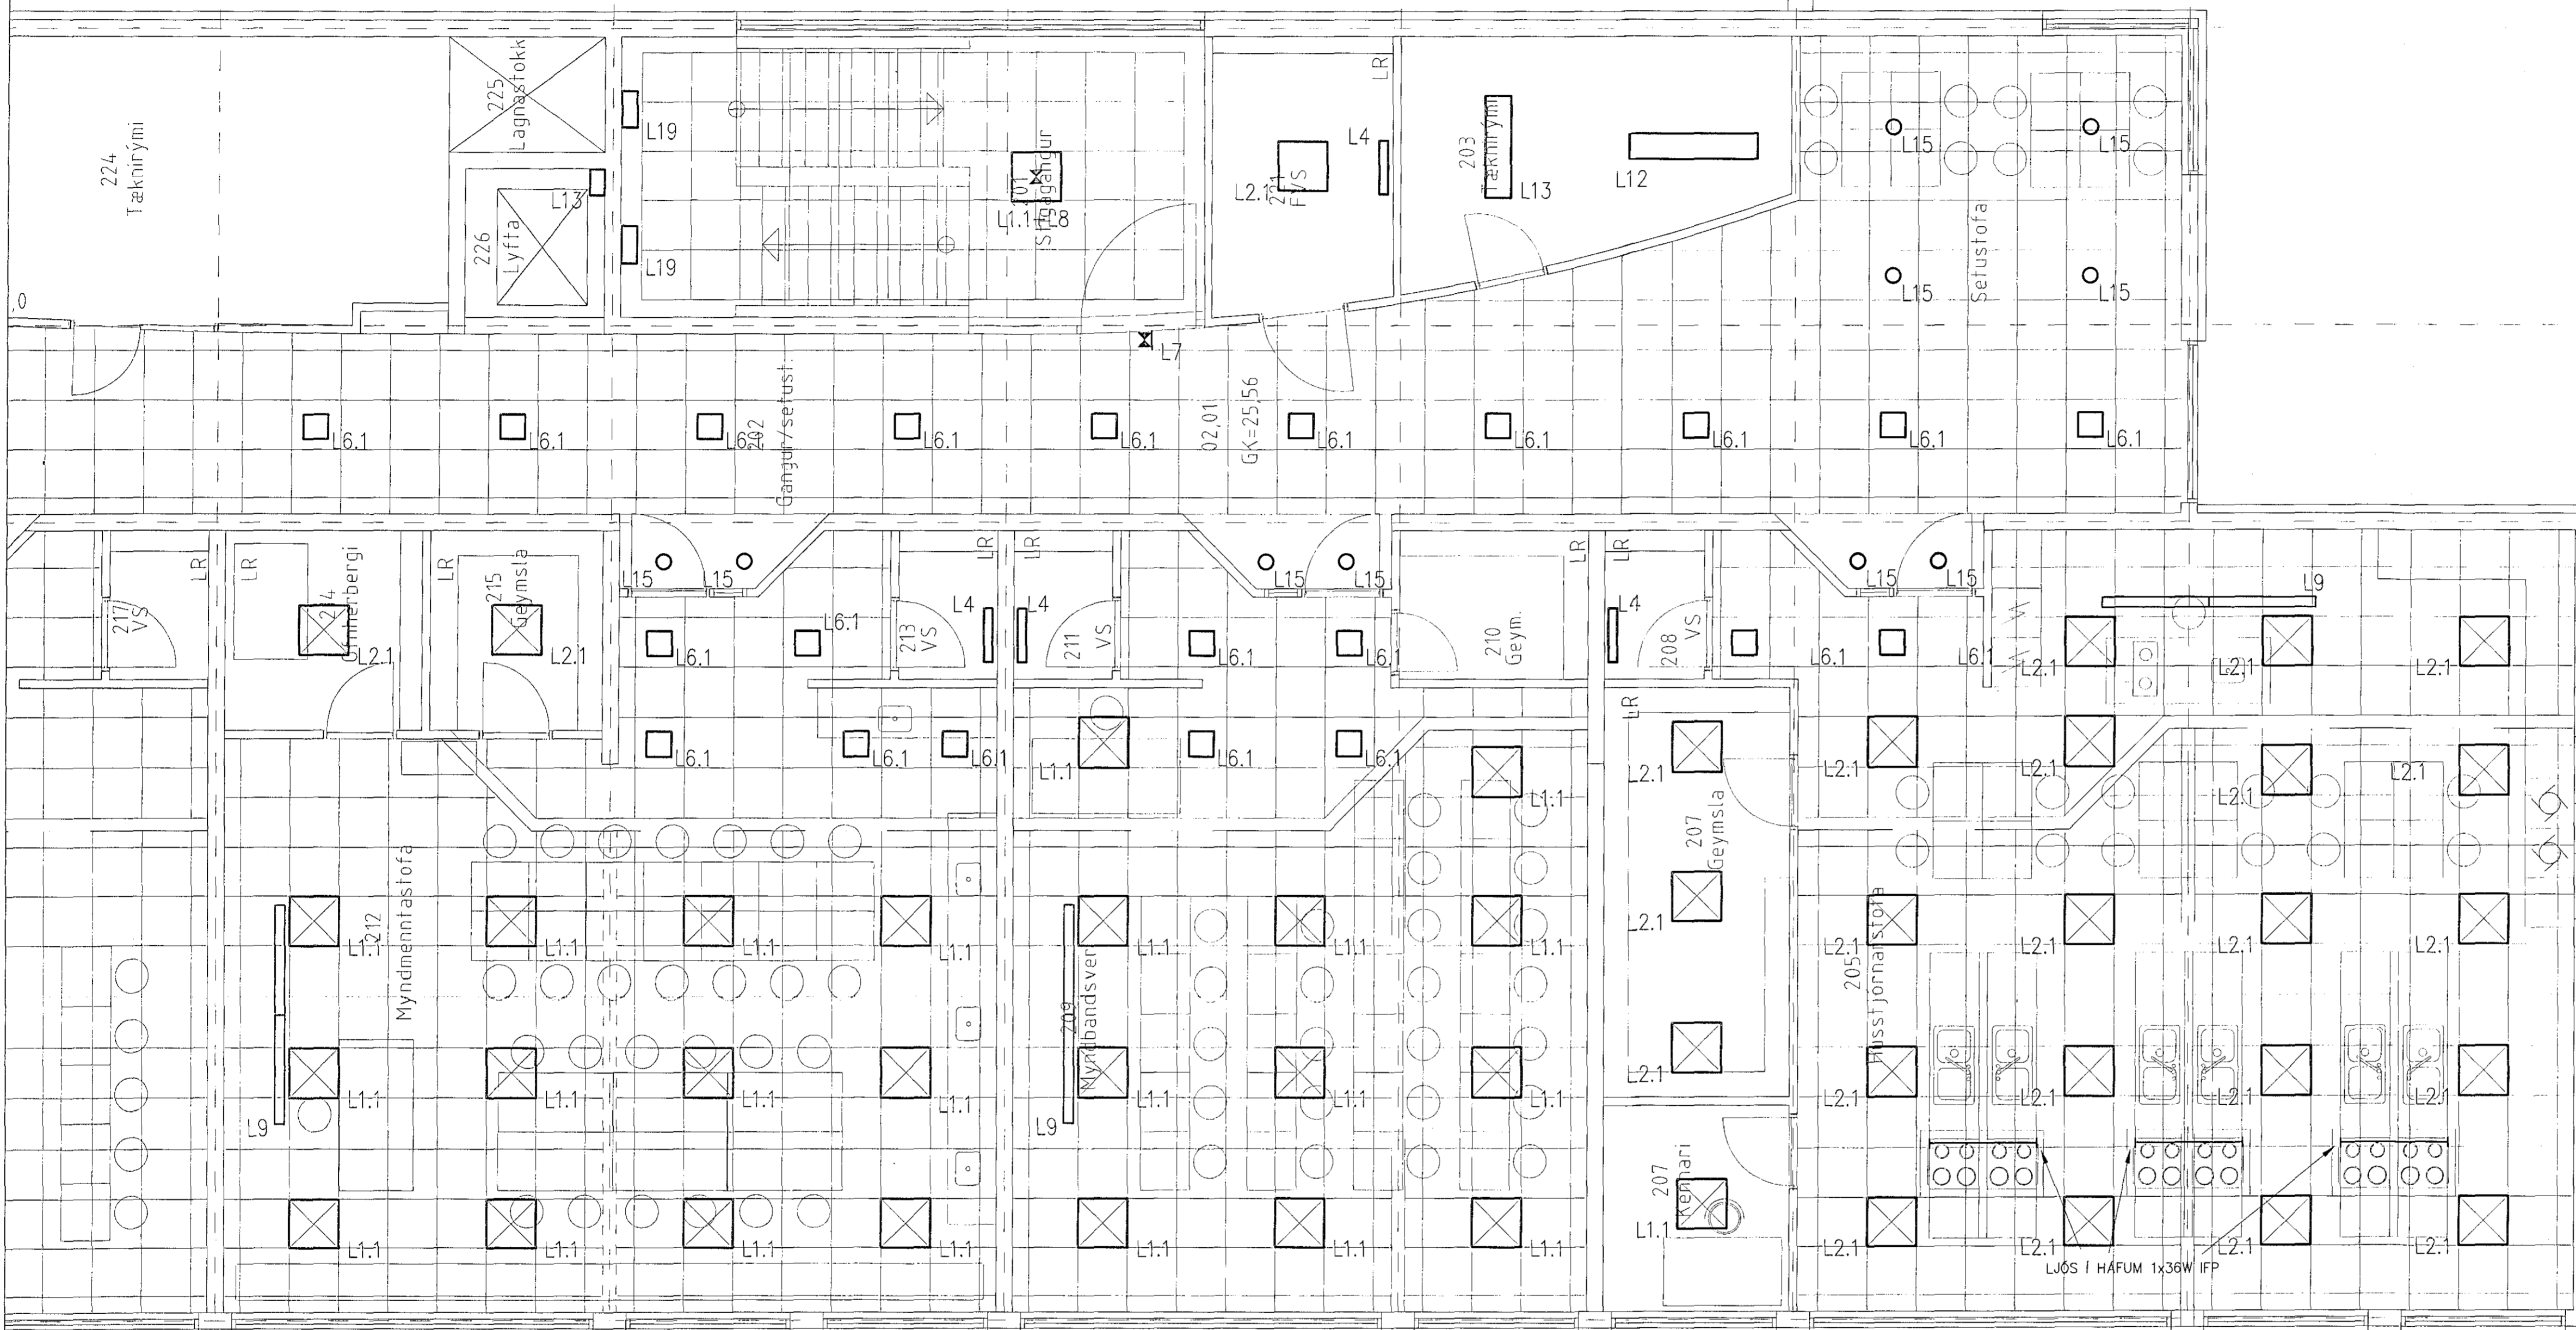 224
Tæknirými
225
Lagnastokk
226
Lyfta
L13
L19
L19
Stigagangur
L1.1+L8
LR
L4
L2.1
221
203
Tæknirými
L13
L12
L15
L15
L15
L15
Setustofa
,0
L7
L6.1
L6.1
202
Gangur/setust.
L6.1
L6.1
02,01
GK=25,56
L6.1
L6.1
L6.1
L6.1
L6.1
217
VS
LR
LR
214
L2.1
LR
215
Geymsla
L2.1
L15
L15
L6.1
L6.1
213
VS
LR
L4
LR
L4
211
VS
L15
L15
L6.1
L6.1
210
Geym.
LR
LR
L4
208
VS
L15
L15
L6.1
L6.1
L9
L2.1
L2.1
L2.1
L6.1
L6.1
L6.1
L1.1
L6.1
L6.1
L1.1
LR
L2.1
L2.1
L2.1
L2.1
L2.1
212
Myndmenntastofa
L1.1
L1.1
L1.1
L1.1
209
Myndbandsver
L1.1
L1.1
L1.1
207
Geymsla
L2.1
205
Hússtjórnarstofa
L2.1
L2.1
L2.1
L2.1
L9
L1.1
L1.1
L1.1
L1.1
L9
L1.1
L1.1
L1.1
L2.1
L2.1
L2.1
L2.1
L2.1
L1.1
L1.1
L1.1
L1.1
L1.1
L1.1
L1.1
207
Kennari
L1.1
L2.1
L2.1
L2.1
L2.1
LJÓS Í HÁFUM 1x36W IFP